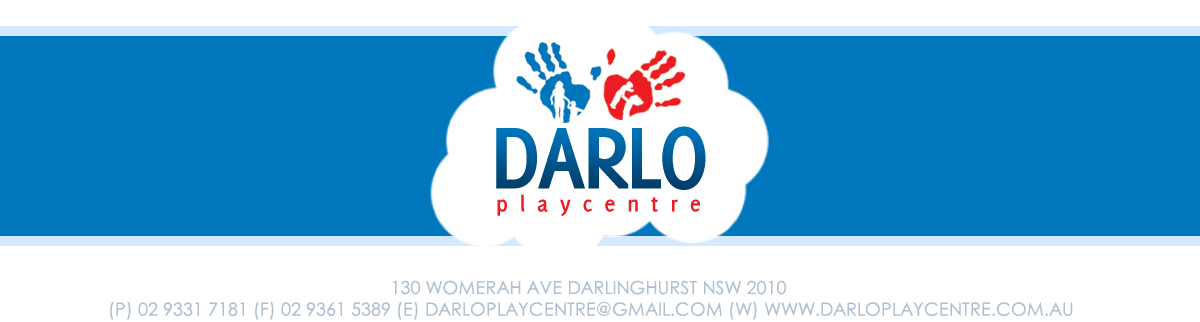 DARLO
playcentre
130 WOMERAH AVE DARLINGHURST NSW 2010
(P) 02 9331 7181 (F) 02 9361 5389 (E) DARLOPLAYCENTRE@GMAIL.COM (W) WWW.DARLOPLAYCENTRE.COM.AU